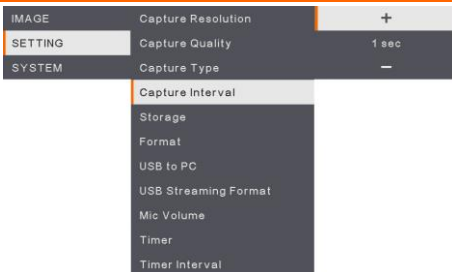 IMAGE
SETTING
SYSTEM
Capture Resolution
Capture Quality
Capture Type
Capture Interval
Storage
Format
USB to PC
USB Streaming Format
Mic Volume
Timer
Timer Interval
+
1 sec
−